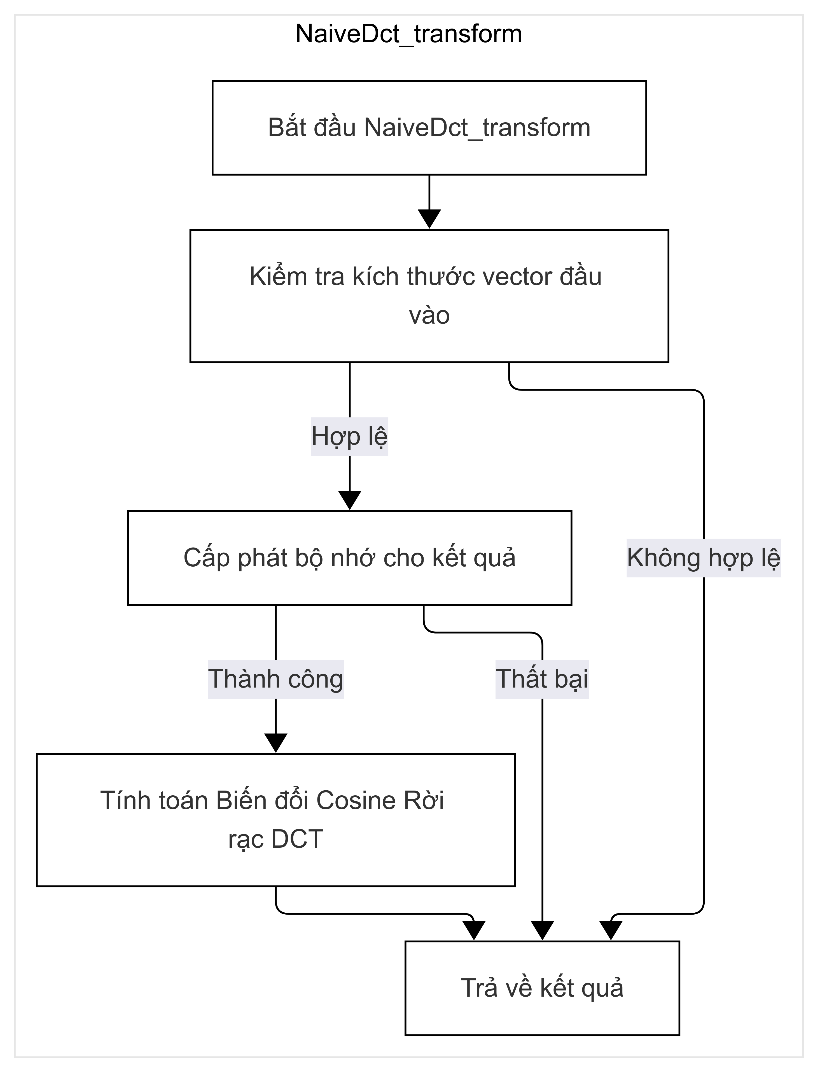 NaiveDct_transform
Bắt đầu NaiveDct_transform
Kiểm tra kích thước vector đầu
vào
Hợp lệ
Cấp phát bộ nhớ cho kết quả
Không hợp lệ
Thành công
Thất bại
Tính toán Biến đổi Cosine Rời
rạc DCT
Trả về kết quả